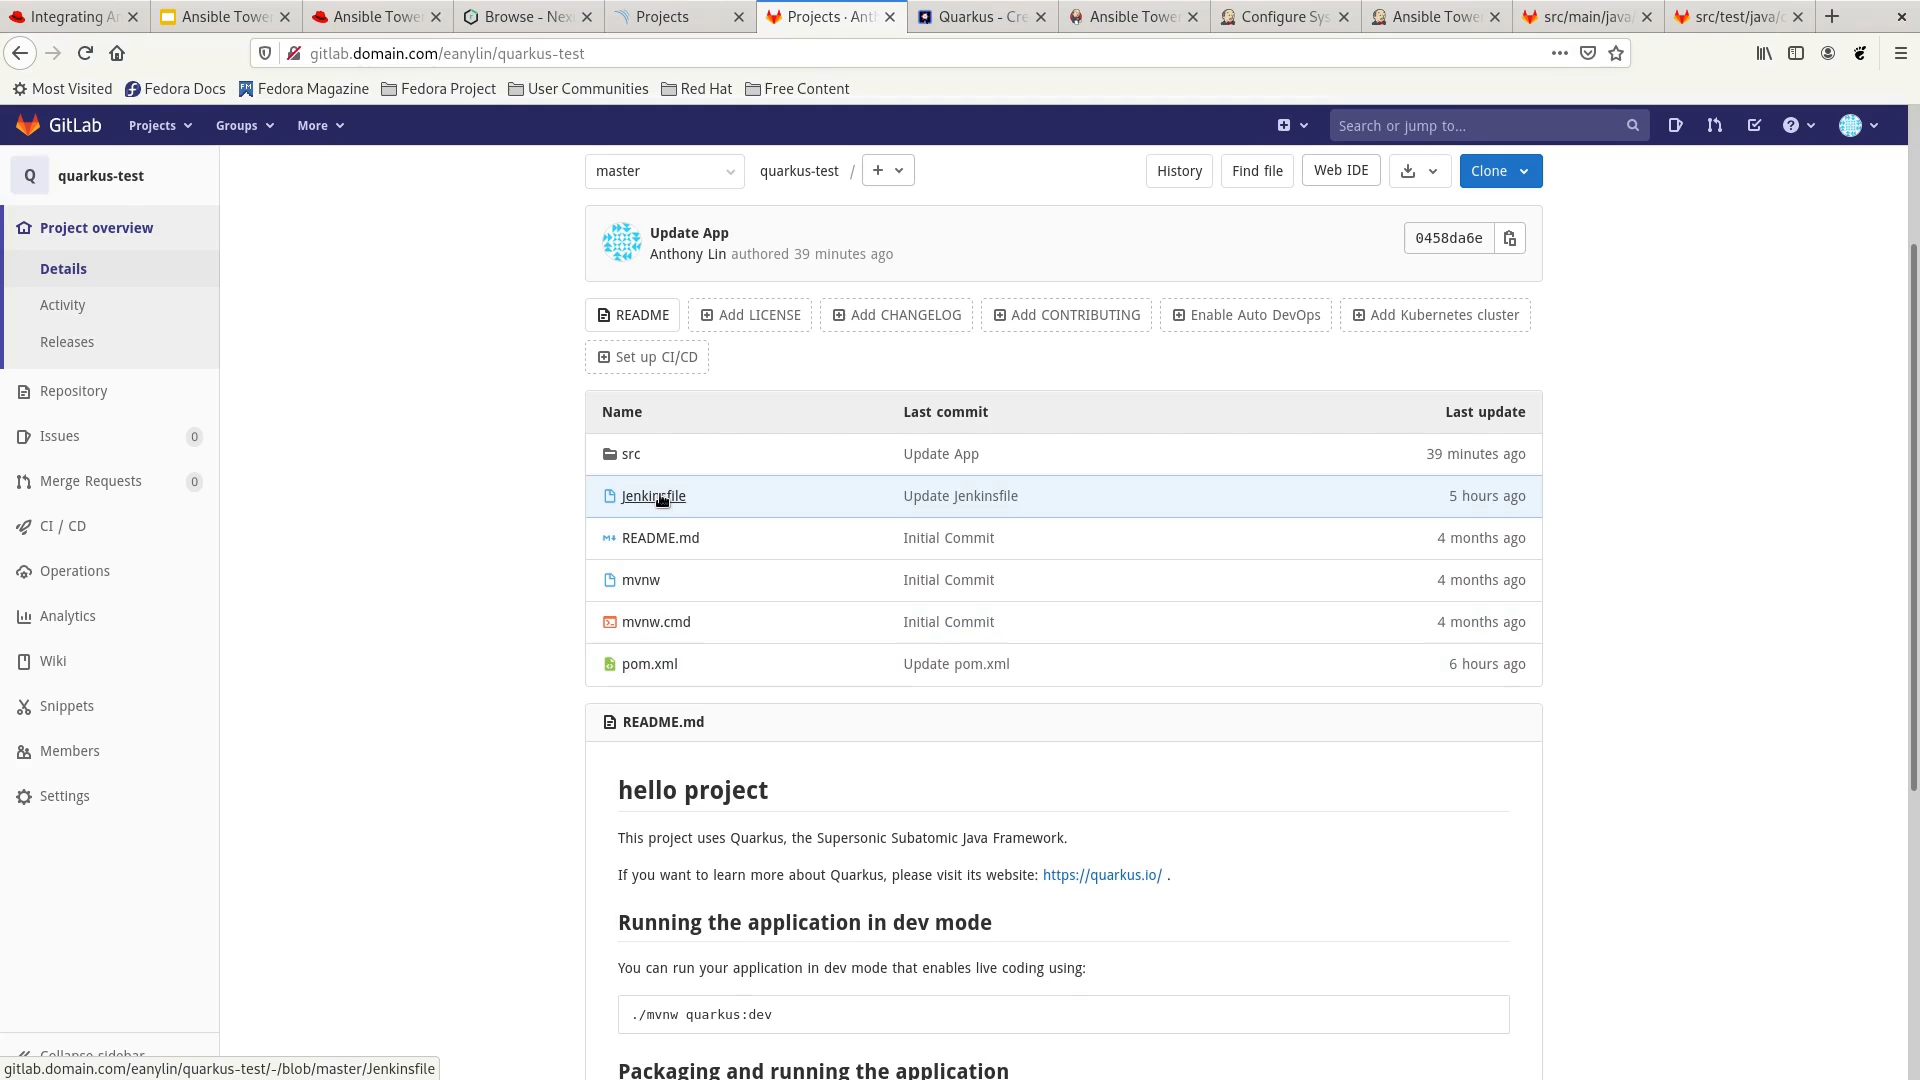 Integrating An
Ansible Tower
Ansible Tower
Browse - Nex
Projects
Projects · Anth
Quarkus - Cre
Ansible Tower
Configure Sys
Ansible Towe
src/main/java/
src/test/java/c
gitlab.domain.com/eanylin/quarkus-test
Most Visited
Fedora Docs
Fedora Magazine
Fedora Project
User Communities
Red Hat
Free Content
GitLab
Projects
Groups
More
Search or jump to...
Q
quarkus-test
Project overview
Details
Activity
Releases
Repository
Issues 0
Merge Requests 0
CI / CD
Operations
Analytics
Wiki
Snippets
Members
Settings
Collapse sidebar
master
quarkus-test /
+
History
Find file
Web IDE
Clone
Update App
Anthony Lin authored 39 minutes ago
0458da6e
README
Add LICENSE
Add CHANGELOG
Add CONTRIBUTING
Enable Auto DevOps
Add Kubernetes cluster
Set up CI/CD
Name Last commit Last update
src Update App 39 minutes ago
Jenkinsfile Update Jenkinsfile 5 hours ago
README.md Initial Commit 4 months ago
mvnw Initial Commit 4 months ago
mvnw.cmd Initial Commit 4 months ago
pom.xml Update pom.xml 6 hours ago
README.md
hello project
This project uses Quarkus, the Supersonic Subatomic Java Framework.
If you want to learn more about Quarkus, please visit its website: https://quarkus.io/ .
Running the application in dev mode
You can run your application in dev mode that enables live coding using:
./mvnw quarkus:dev
Packaging and running the application
gitlab.domain.com/eanylin/quarkus-test/-/blob/master/Jenkinsfile